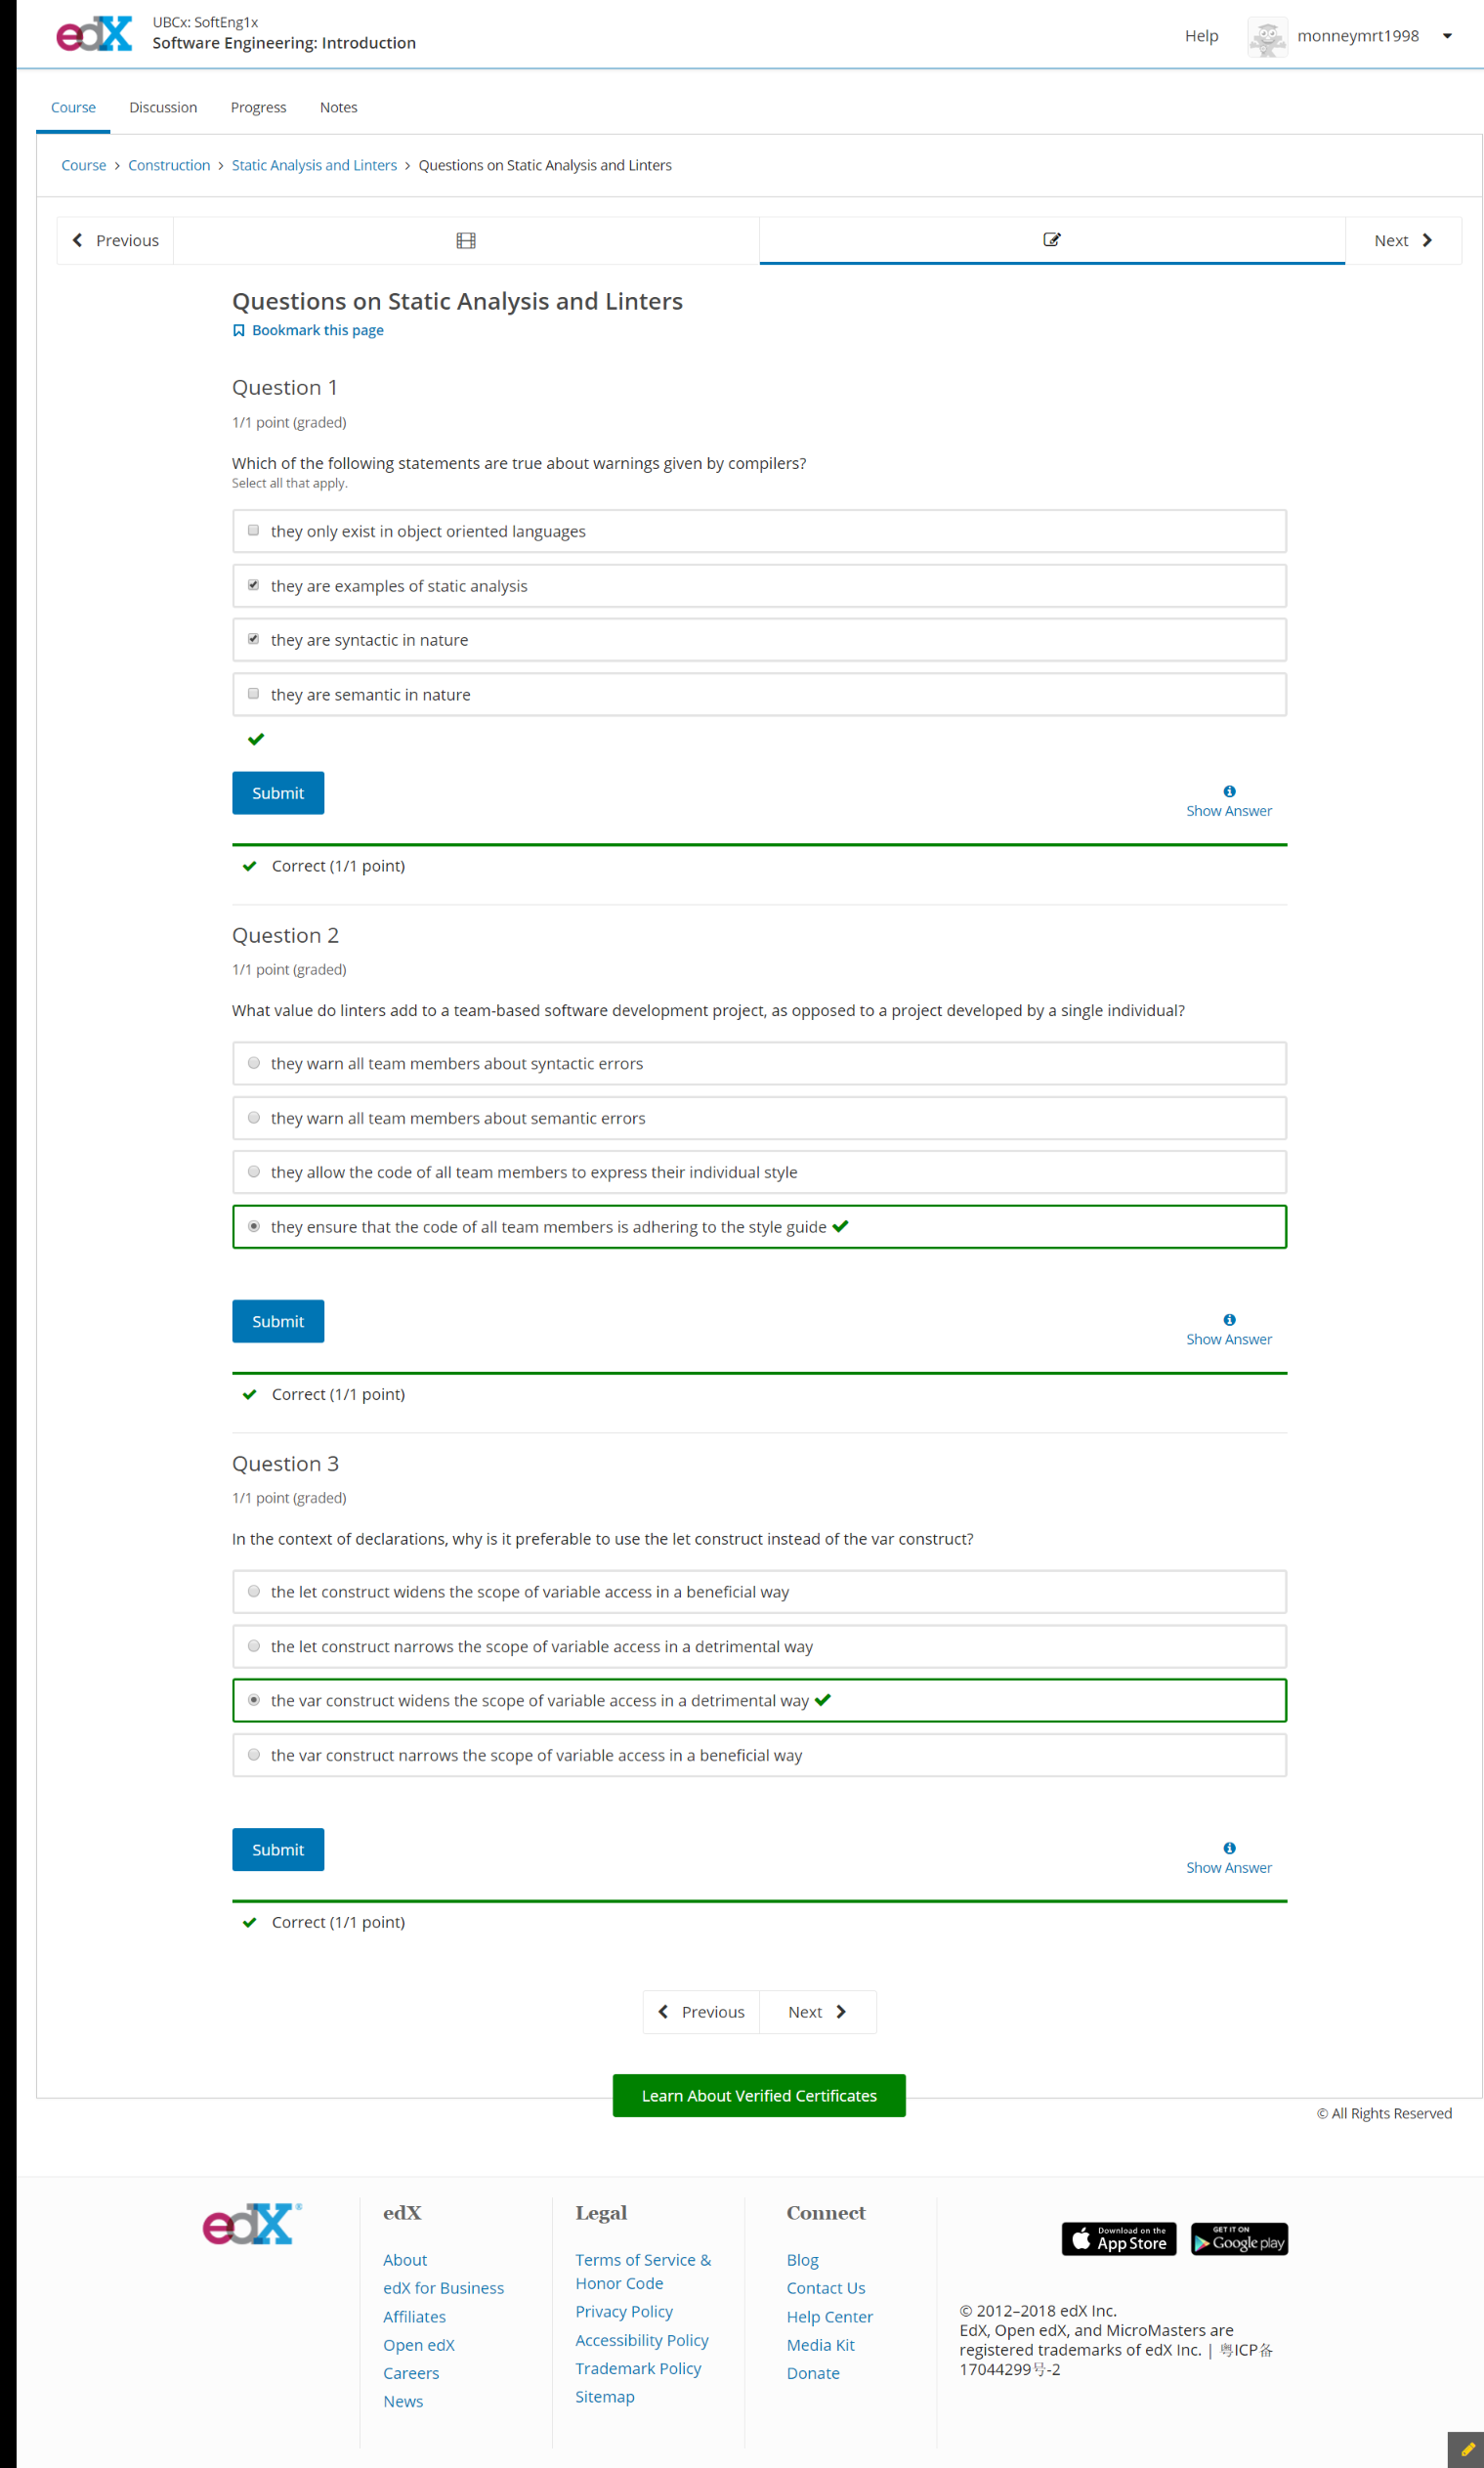 edX
UBCx: SoftEng1x
Software Engineering: Introduction
Help
monneymrt1998
Course
Discussion
Progress
Notes
Course > Construction > Static Analysis and Linters > Questions on Static Analysis and Linters
Previous
Next
Questions on Static Analysis and Linters
Bookmark this page
Question 1
1/1 point (graded)
Which of the following statements are true about warnings given by compilers?
Select all that apply.
they only exist in object oriented languages
they are examples of static analysis
they are syntactic in nature
they are semantic in nature
Submit
Show Answer
Correct (1/1 point)
Question 2
1/1 point (graded)
What value do linters add to a team-based software development project, as opposed to a project developed by a single individual?
they warn all team members about syntactic errors
they warn all team members about semantic errors
they allow the code of all team members to express their individual style
they ensure that the code of all team members is adhering to the style guide
Submit
Show Answer
Correct (1/1 point)
Question 3
1/1 point (graded)
In the context of declarations, why is it preferable to use the let construct instead of the var construct?
the let construct widens the scope of variable access in a beneficial way
the let construct narrows the scope of variable access in a detrimental way
the var construct widens the scope of variable access in a detrimental way
the var construct narrows the scope of variable access in a beneficial way
Submit
Show Answer
Correct (1/1 point)
Previous
Next
Learn About Verified Certificates
© All Rights Reserved
edX®
edX
About
edX for Business
Affiliates
Open edX
Careers
News
Legal
Terms of Service &
Honor Code
Privacy Policy
Accessibility Policy
Trademark Policy
Sitemap
Connect
Blog
Contact Us
Help Center
Media Kit
Donate
Download on the
App Store
GET IT ON
Google play
© 2012–2018 edX Inc.
EdX, Open edX, and MicroMasters are
registered trademarks of edX Inc. | 粤ICP备
17044299号-2